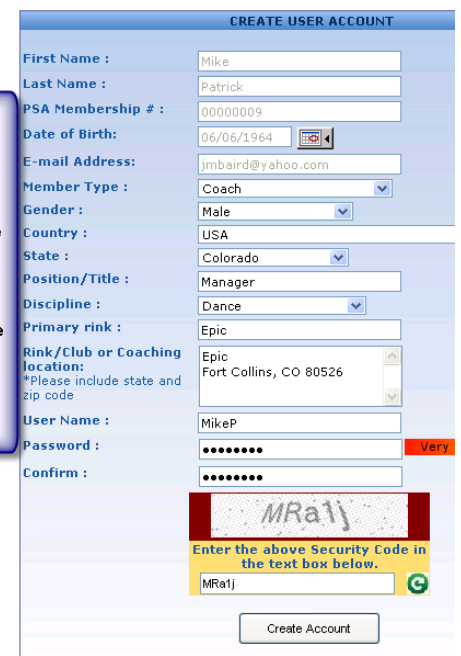 CREATE USER ACCOUNT
First Name : Mike
Last Name : Patrick
PSA Membership # : 00000009
Date of Birth: 06/06/1964
E-mail Address: jmbaird@yahoo.com
Member Type : Coach
Gender : Male
Country : USA
State : Colorado
Position/Title : Manager
Discipline : Dance
Primary rink : Epic
Rink/Club or Coaching
location:
*Please include state and
zip code
Epic
Fort Collins, CO 80526
User Name : MikeP
Password : ●●●●●●●● Very
Confirm : ●●●●●●●●
MRa1j
Enter the above Security Code in
the text box below.
MRa1j
Create Account